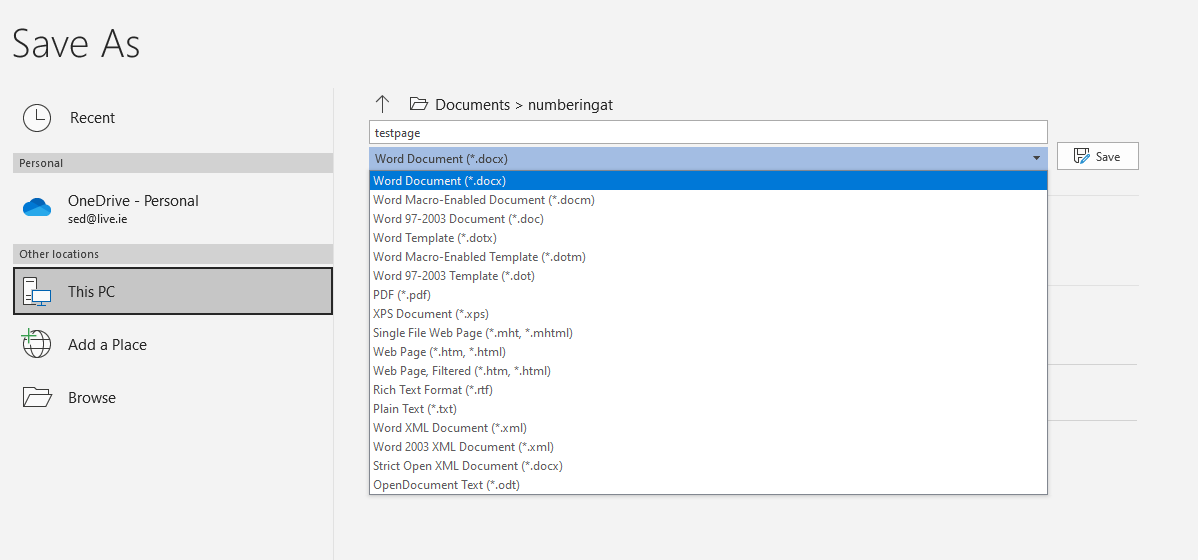 Save As
Recent
Personal
OneDrive - Personal
sed@live.ie
Other locations
This PC
Add a Place
Browse
Documents > numberingat
testpage
Word Document (*.docx)
Save
Word Document (*.docx)
Word Macro-Enabled Document (*.docm)
Word 97-2003 Document (*.doc)
Word Template (*.dotx)
Word Macro-Enabled Template (*.dotm)
Word 97-2003 Template (*.dot)
PDF (*.pdf)
XPS Document (*.xps)
Single File Web Page (*.mht, *.mhtml)
Web Page (*.htm, *.html)
Web Page, Filtered (*.htm, *.html)
Rich Text Format (*.rtf)
Plain Text (*.txt)
Word XML Document (*.xml)
Word 2003 XML Document (*.xml)
Strict Open XML Document (*.docx)
OpenDocument Text (*.odt)